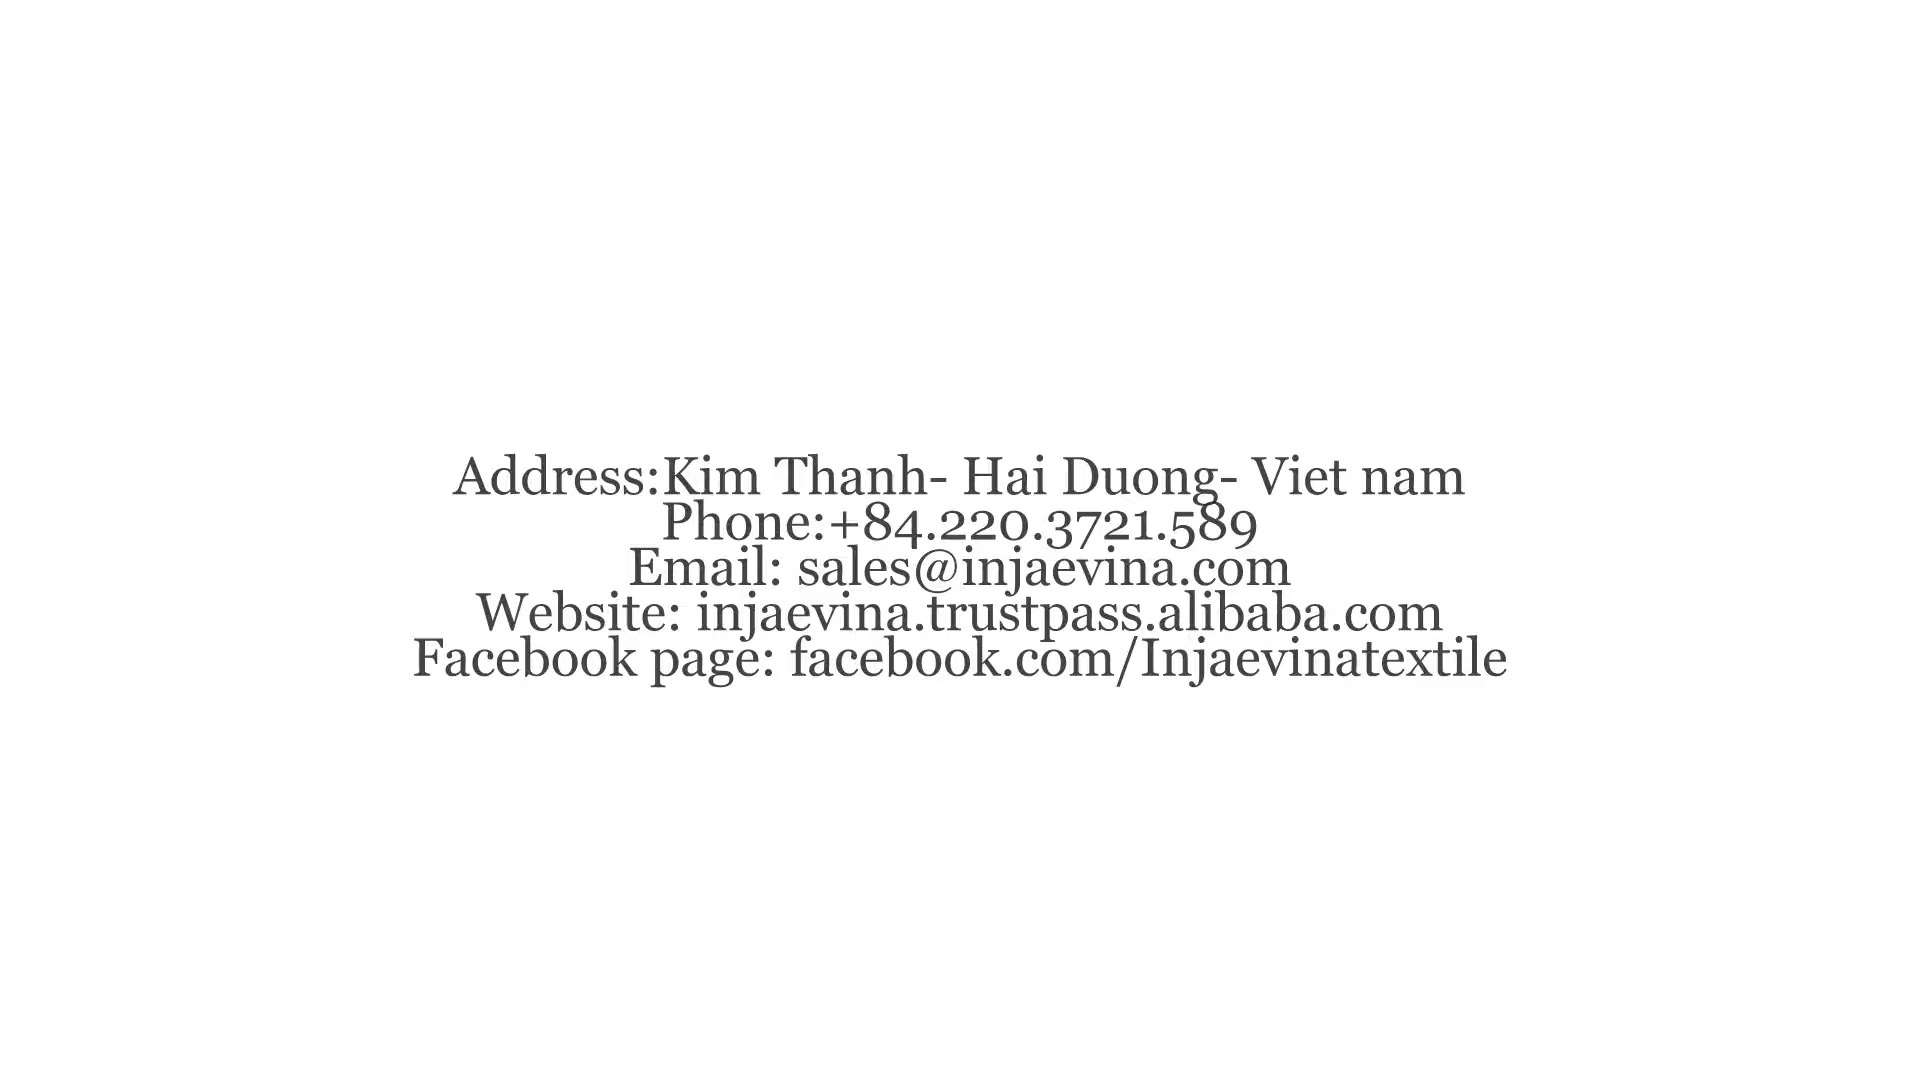 Address:Kim Thanh- Hai Duong- Viet nam
Phone:+84.220.3721.589
Email: sales@injaevina.com
Website: injaevina.trustpass.alibaba.com
Facebook page: facebook.com/Injaevinatextile